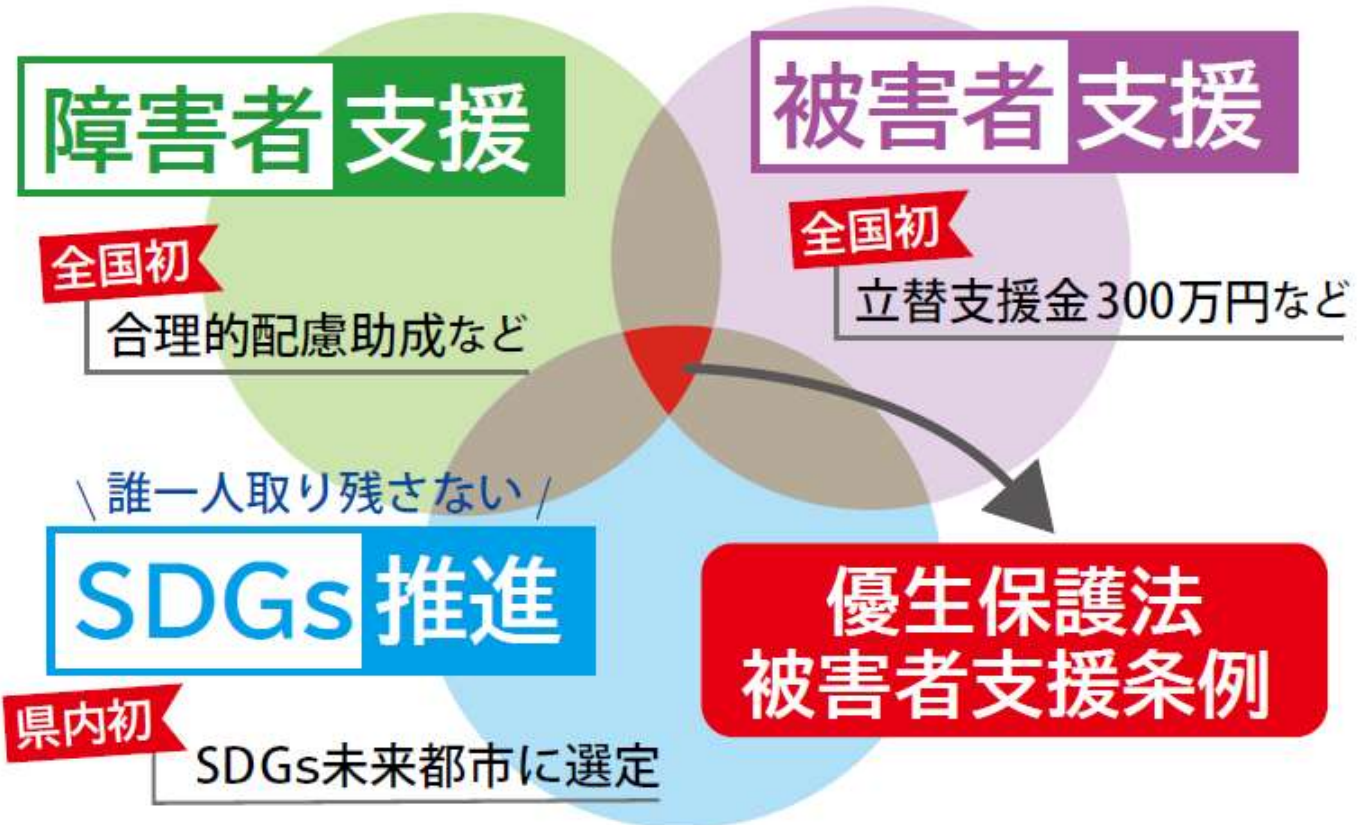 障害者支援
全国初
合理的配慮助成など
被害者支援
全国初
立替支援金300万円など
\ 誰一人取り残さない /
SDGs推進
県内初
SDGs未来都市に選定
優生保護法
被害者支援条例